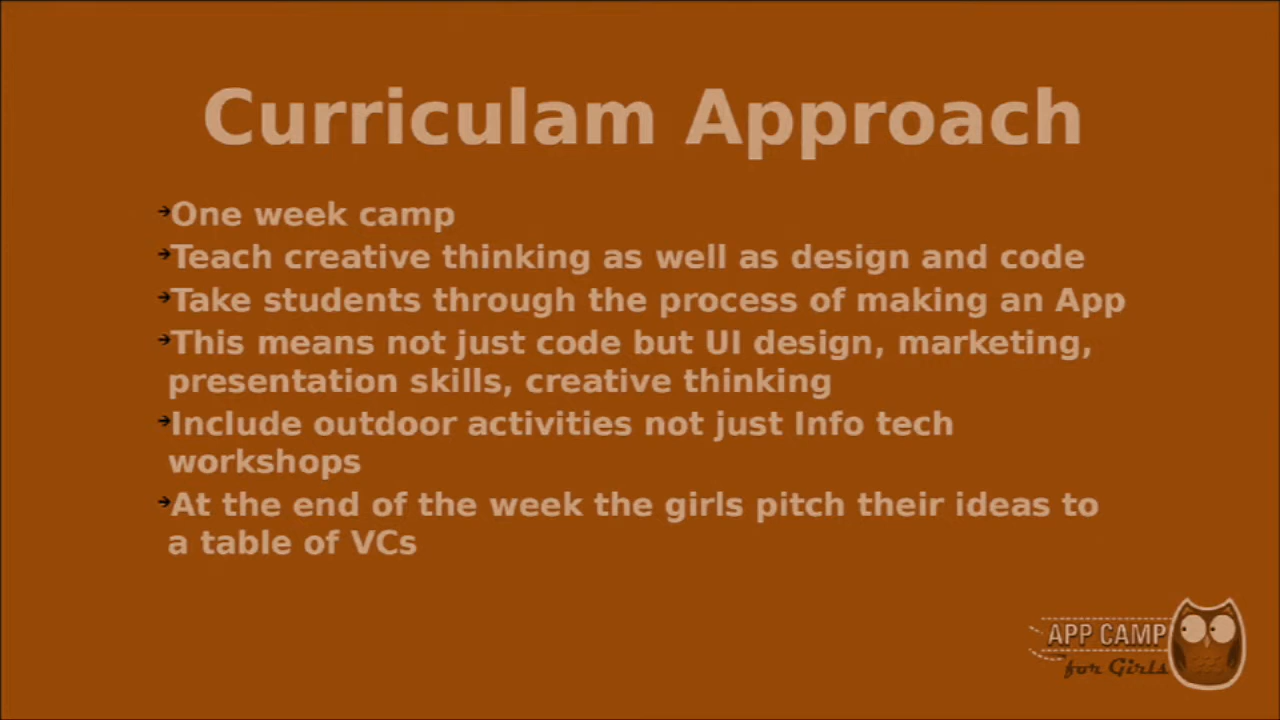 Curriculam Approach
➔One week camp
➔Teach creative thinking as well as design and code
➔Take students through the process of making an App
➔This means not just code but UI design, marketing,
presentation skills, creative thinking
➔Include outdoor activities not just Info tech
workshops
➔At the end of the week the girls pitch their ideas to
a table of VCs
APP CAMP
for Girls